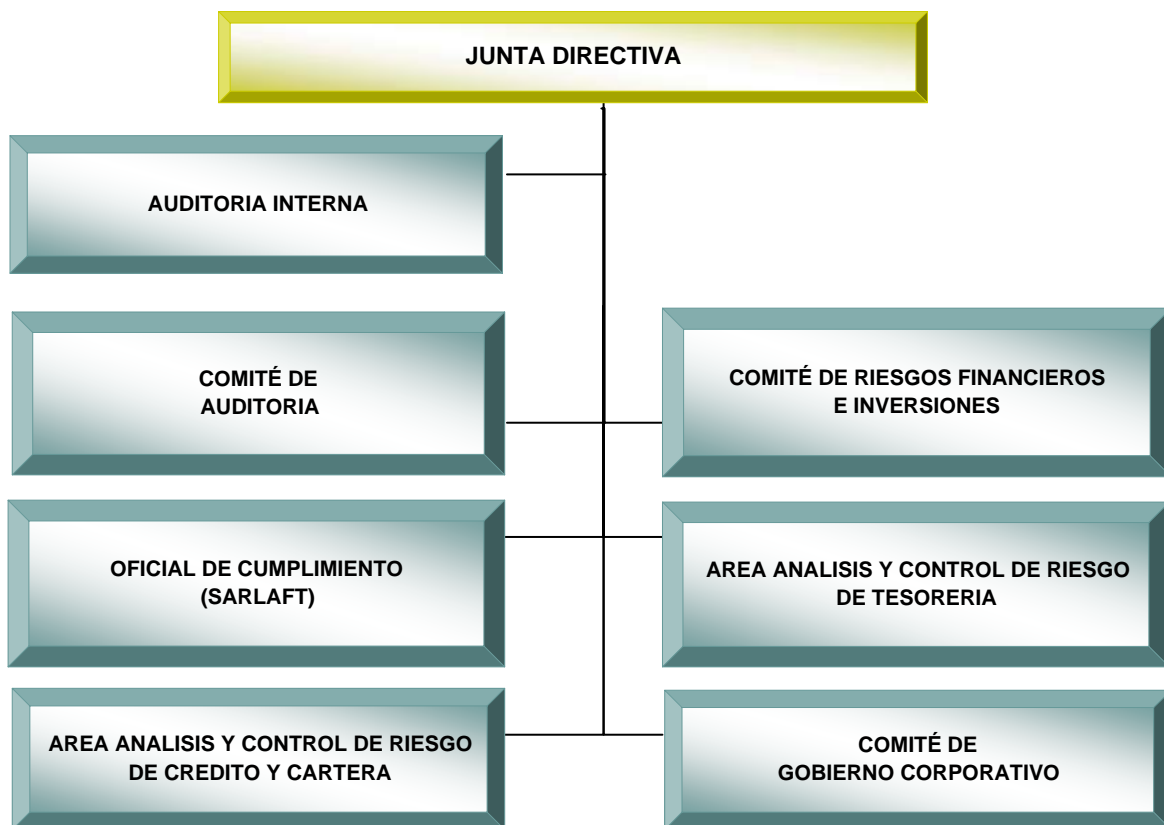 JUNTA DIRECTIVA
AUDITORIA INTERNA
COMITÉ DE
AUDITORIA
COMITÉ DE RIESGOS FINANCIEROS
E INVERSIONES
OFICIAL DE CUMPLIMIENTO
(SARLAFT)
AREA ANALISIS Y CONTROL DE RIESGO
DE TESORERIA
AREA ANALISIS Y CONTROL DE RIESGO
DE CREDITO Y CARTERA
COMITÉ DE
GOBIERNO CORPORATIVO